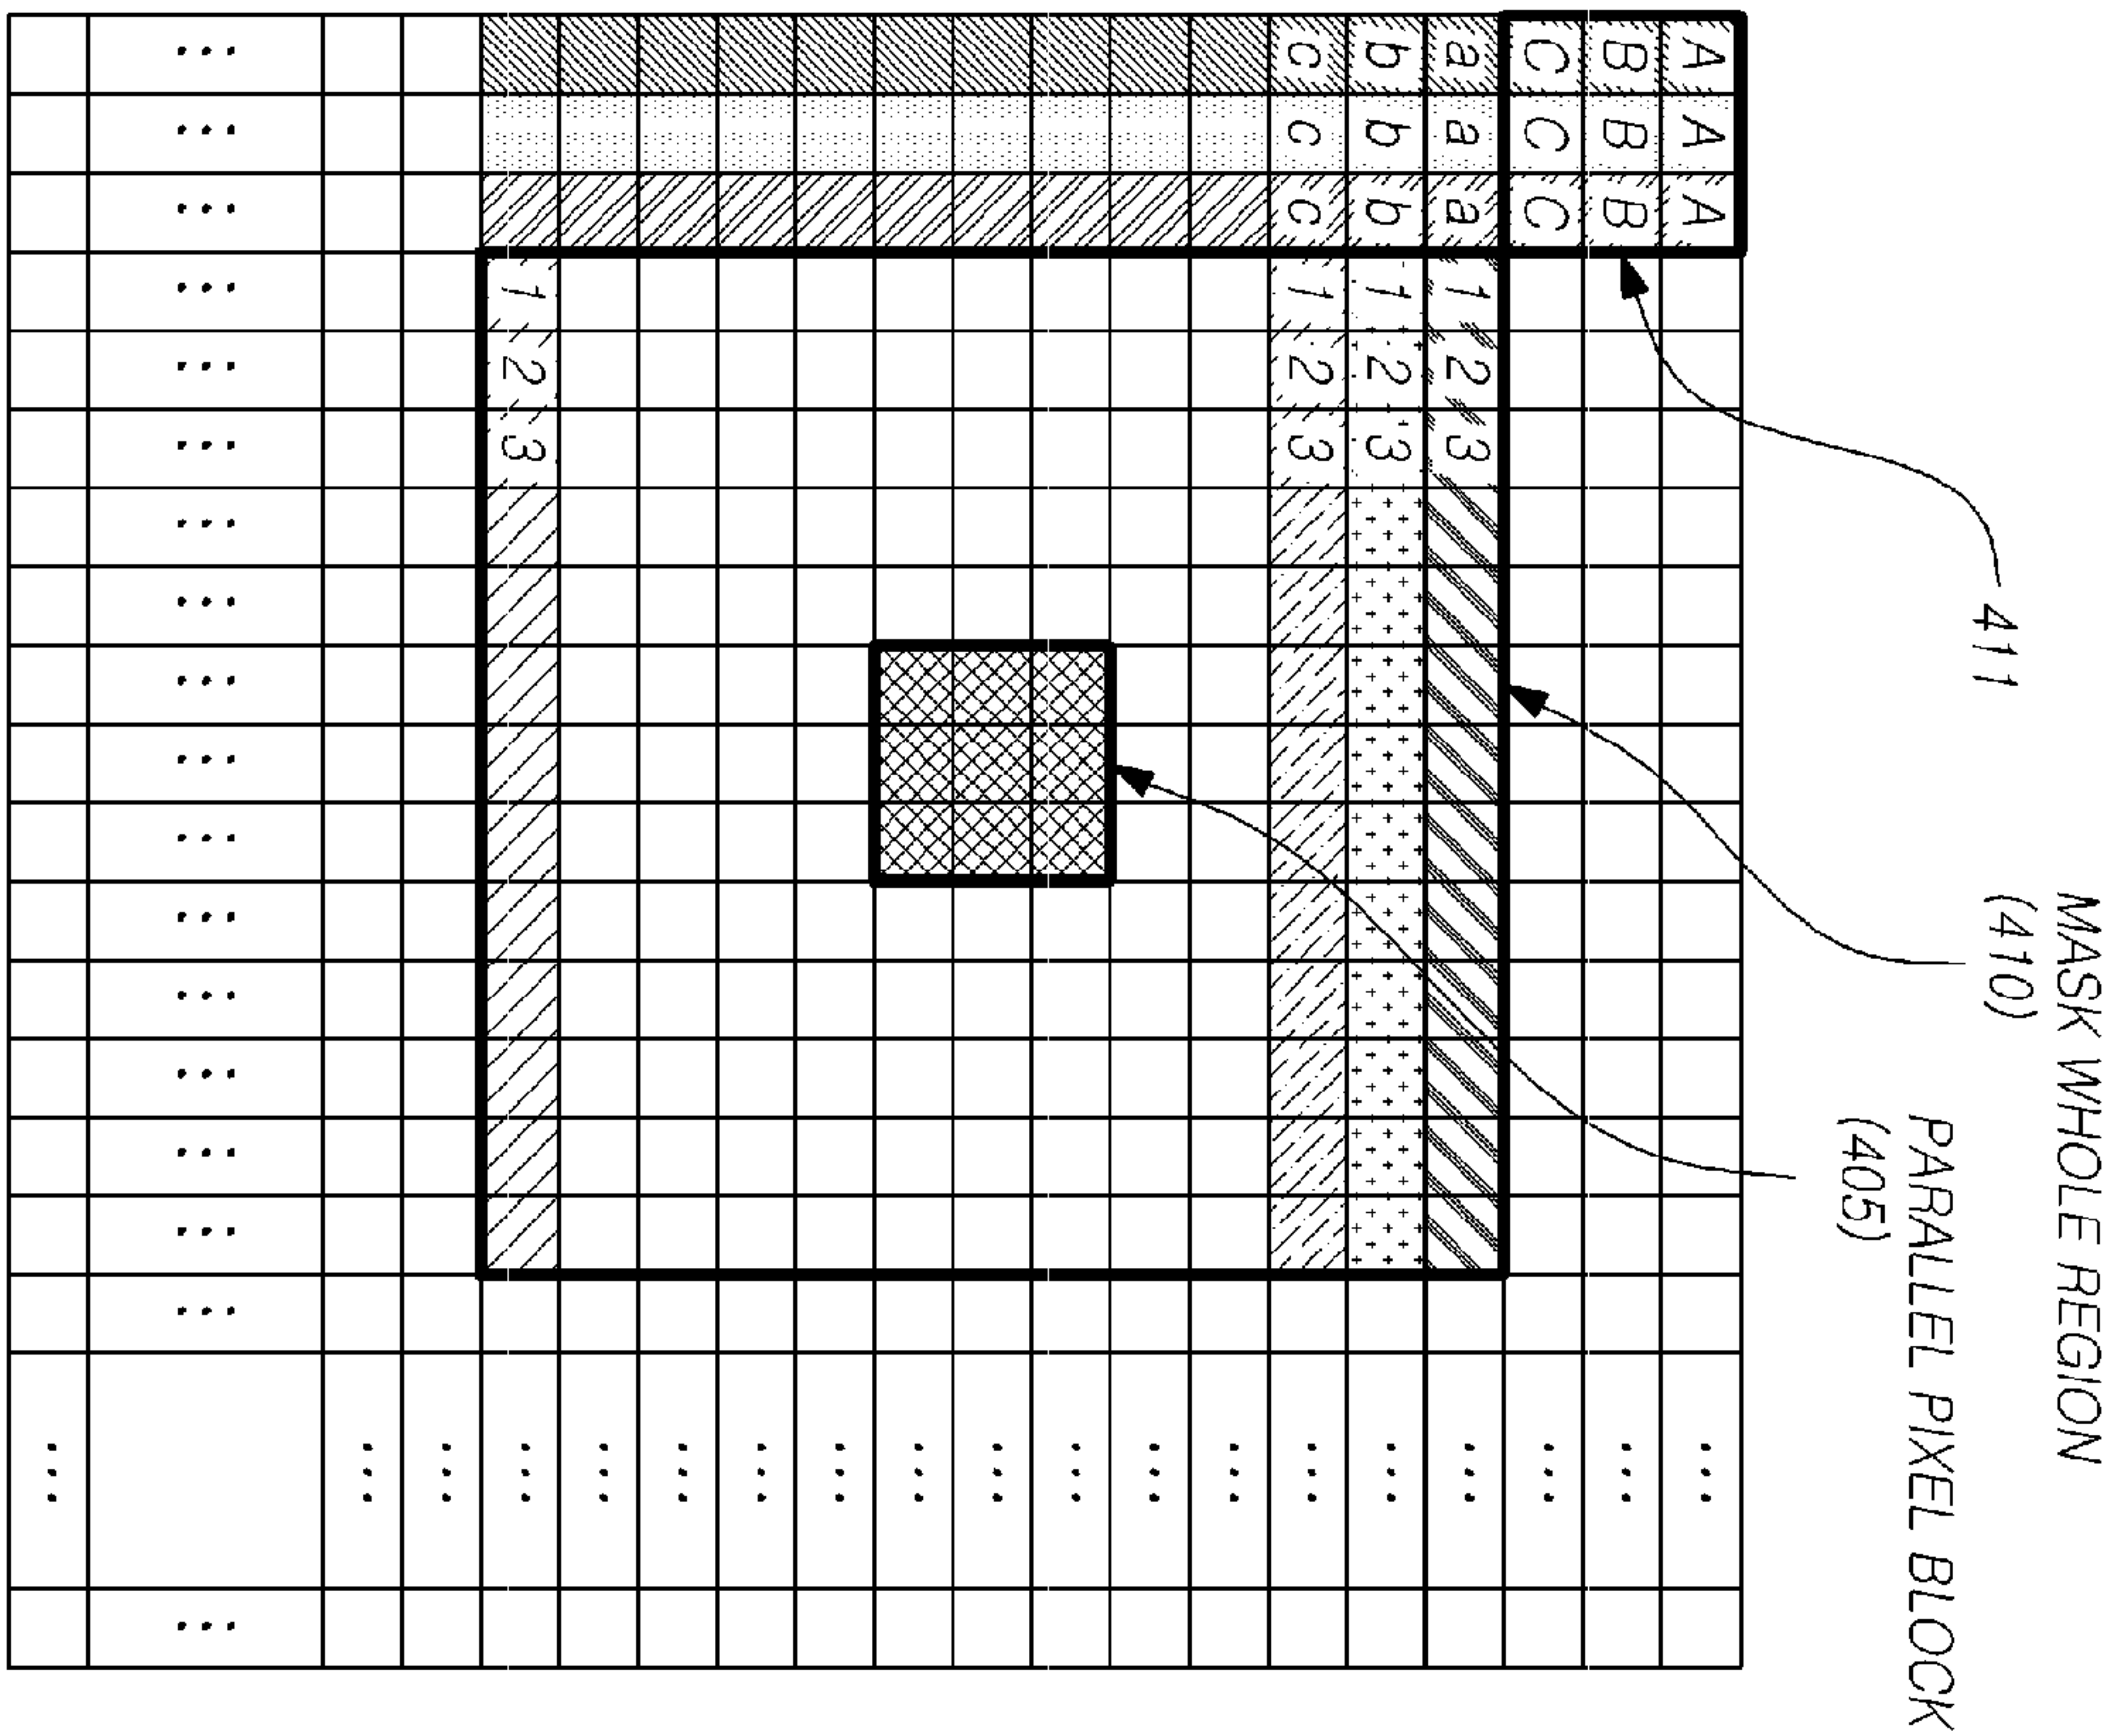 MASK WHOLE REGION
(410)
411
PARALLEL PIXEL BLOCK
(405)
A A A
B B B
C C C
a a a 1 2 3
b b b 1 2 3
c c c 1 2 3
1 2 3